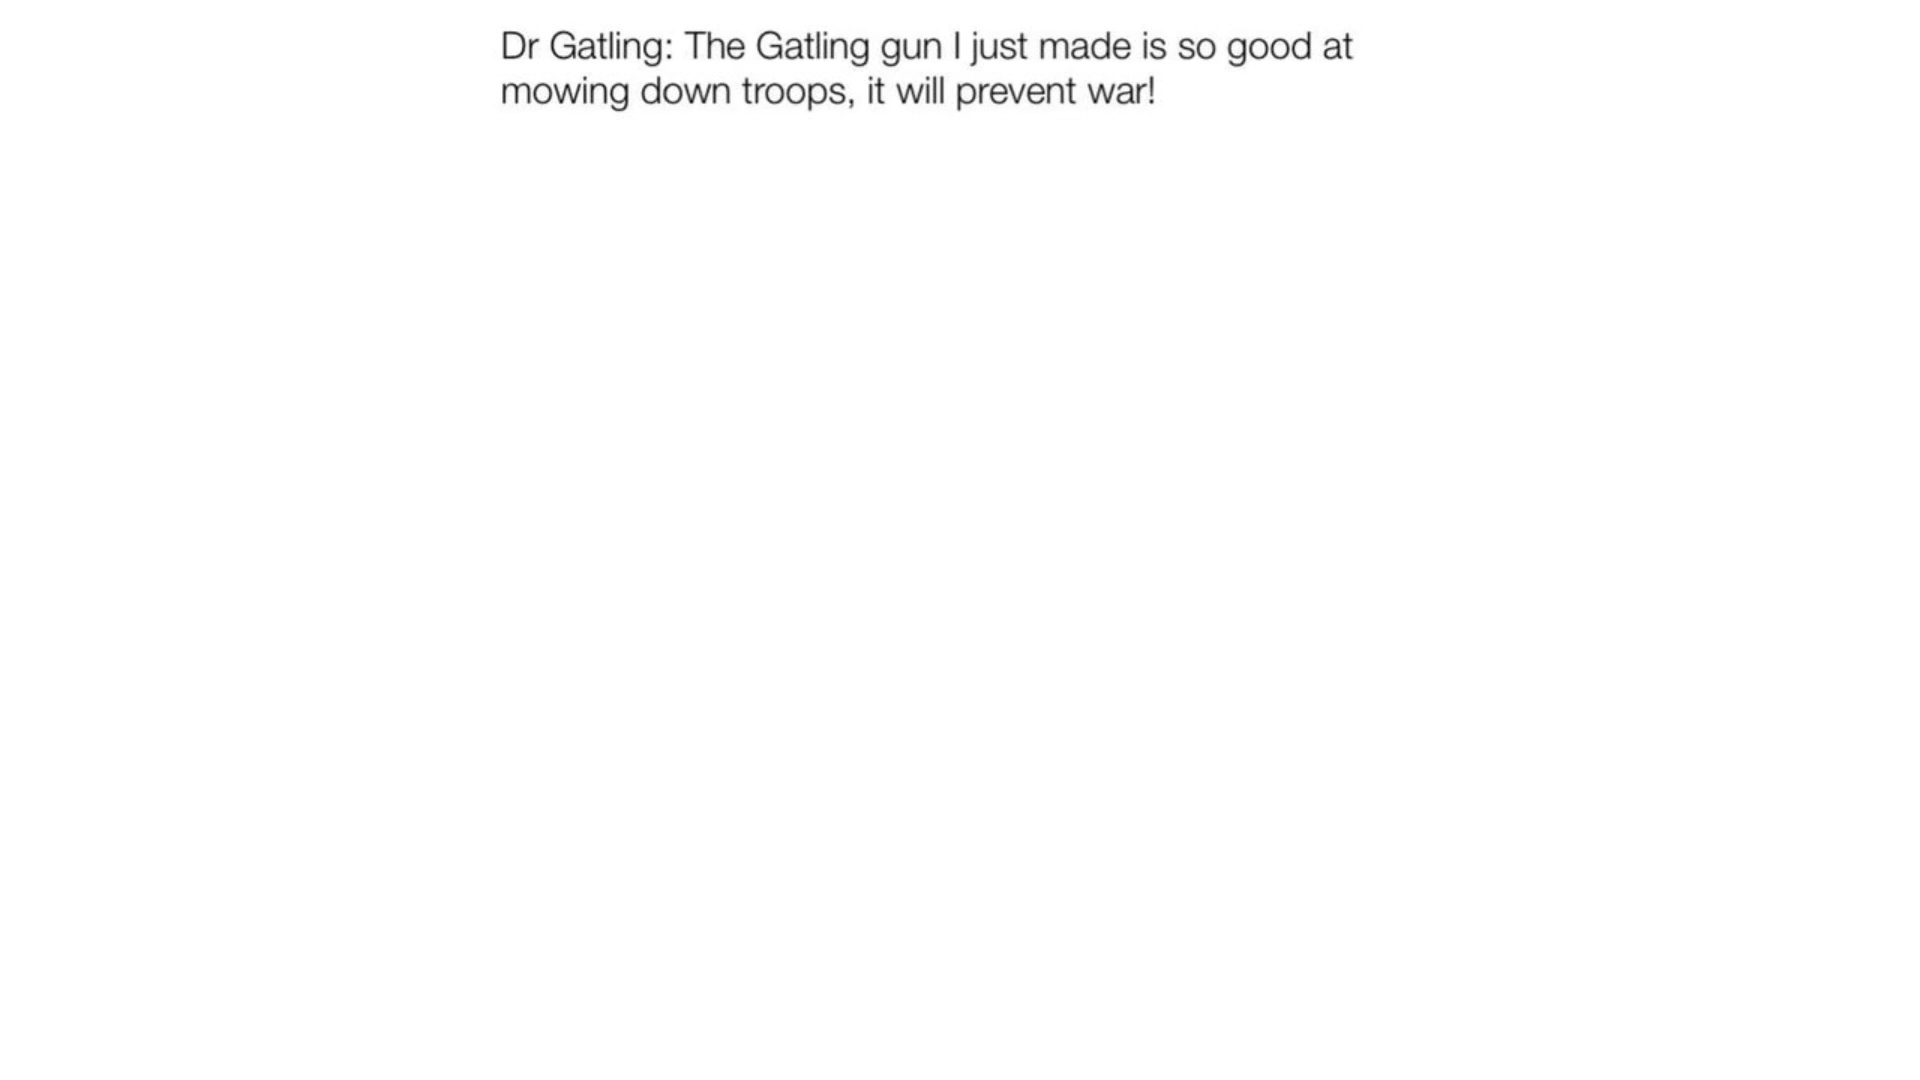 Dr Gatling: The Gatling gun I just made is so good at
mowing down troops, it will prevent war!